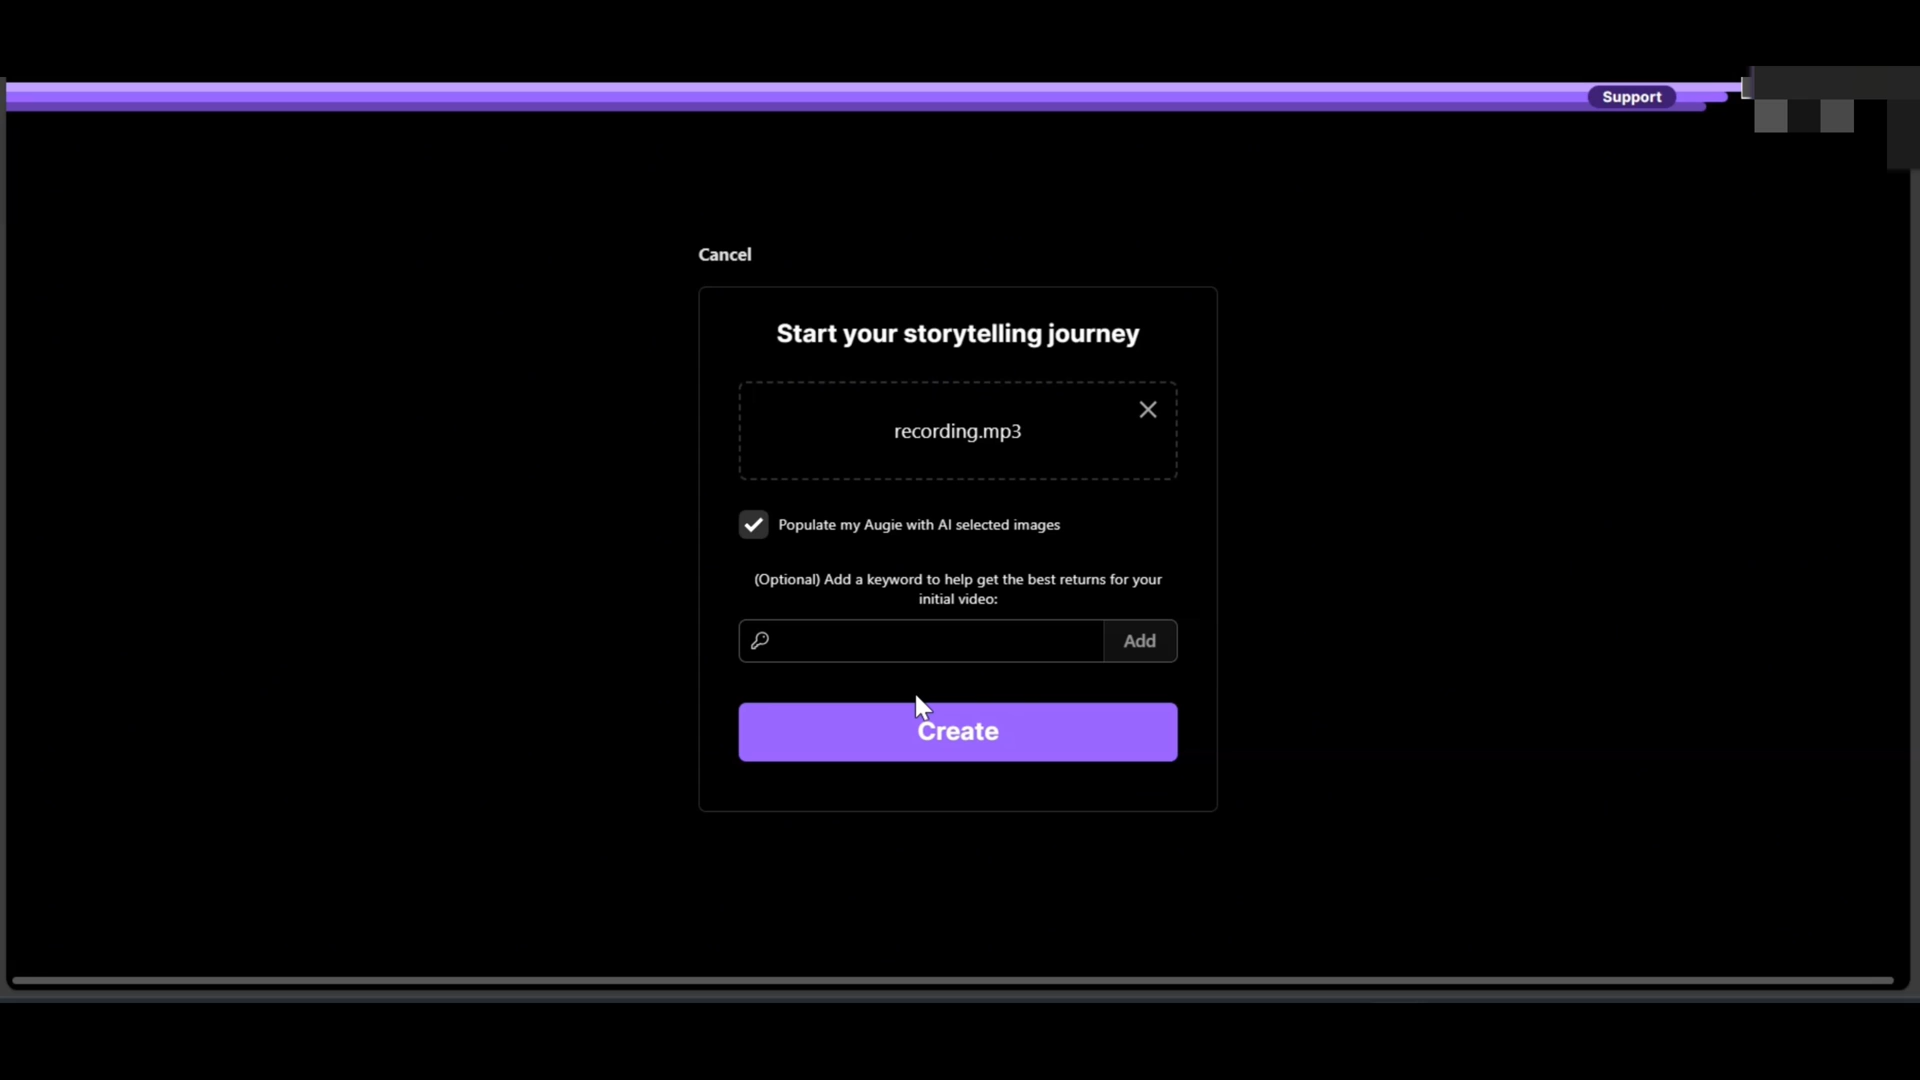 Support
Cancel
Start your storytelling journey
recording.mp3
Populate my Augie with AI selected images
(Optional) Add a keyword to help get the best returns for your
initial video:
Add
Create